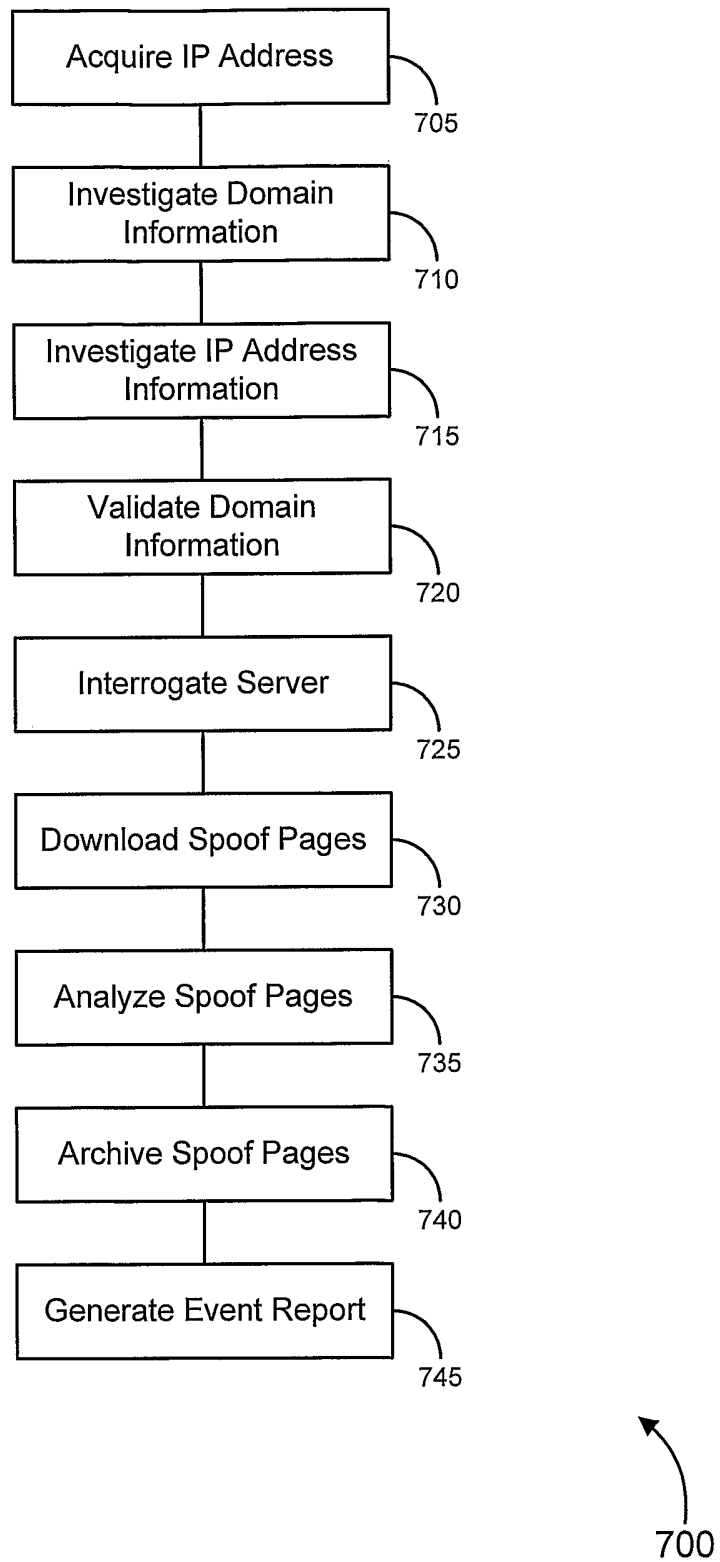 Acquire IP Address
705
Investigate Domain
Information
710
Investigate IP Address
Information
715
Validate Domain
Information
720
Interrogate Server
725
Download Spoof Pages
730
Analyze Spoof Pages
735
Archive Spoof Pages
740
Generate Event Report
745
700